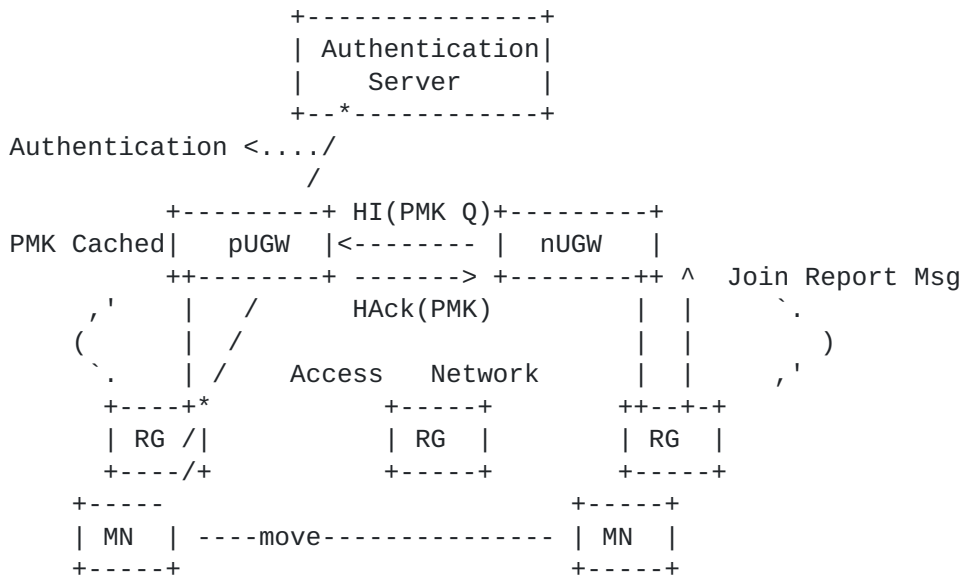 Authentication
Server
Authentication
HI(PMK Q)
PMK Cached pUGW nUGW
Join Report Msg
HAck(PMK)
Access Network
RG RG RG
MN move MN